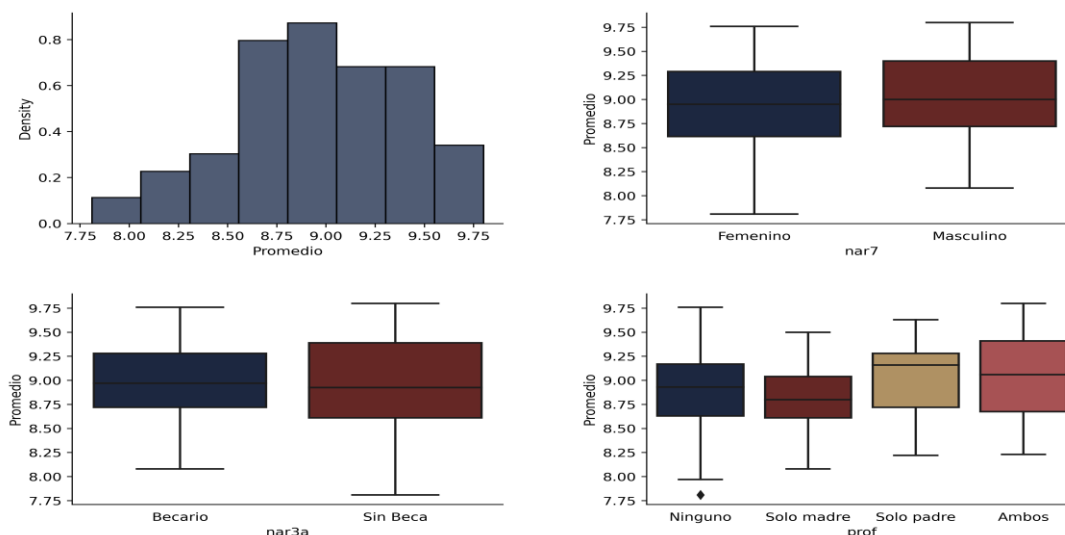 0.8
0.6
0.4
0.2
0.0
Density
7.75 8.00 8.25 8.50 8.75 9.00 9.25 9.50 9.75
Promedio
9.75
9.50
9.25
9.00
8.75
8.50
8.25
8.00
7.75
Promedio
Femenino Masculino
nar7
9.75
9.50
9.25
9.00
8.75
8.50
8.25
8.00
7.75
Promedio
Becario Sin Beca
nar3a
9.75
9.50
9.25
9.00
8.75
8.50
8.25
8.00
7.75
Promedio
Ninguno Solo madre Solo padre Ambos
prof